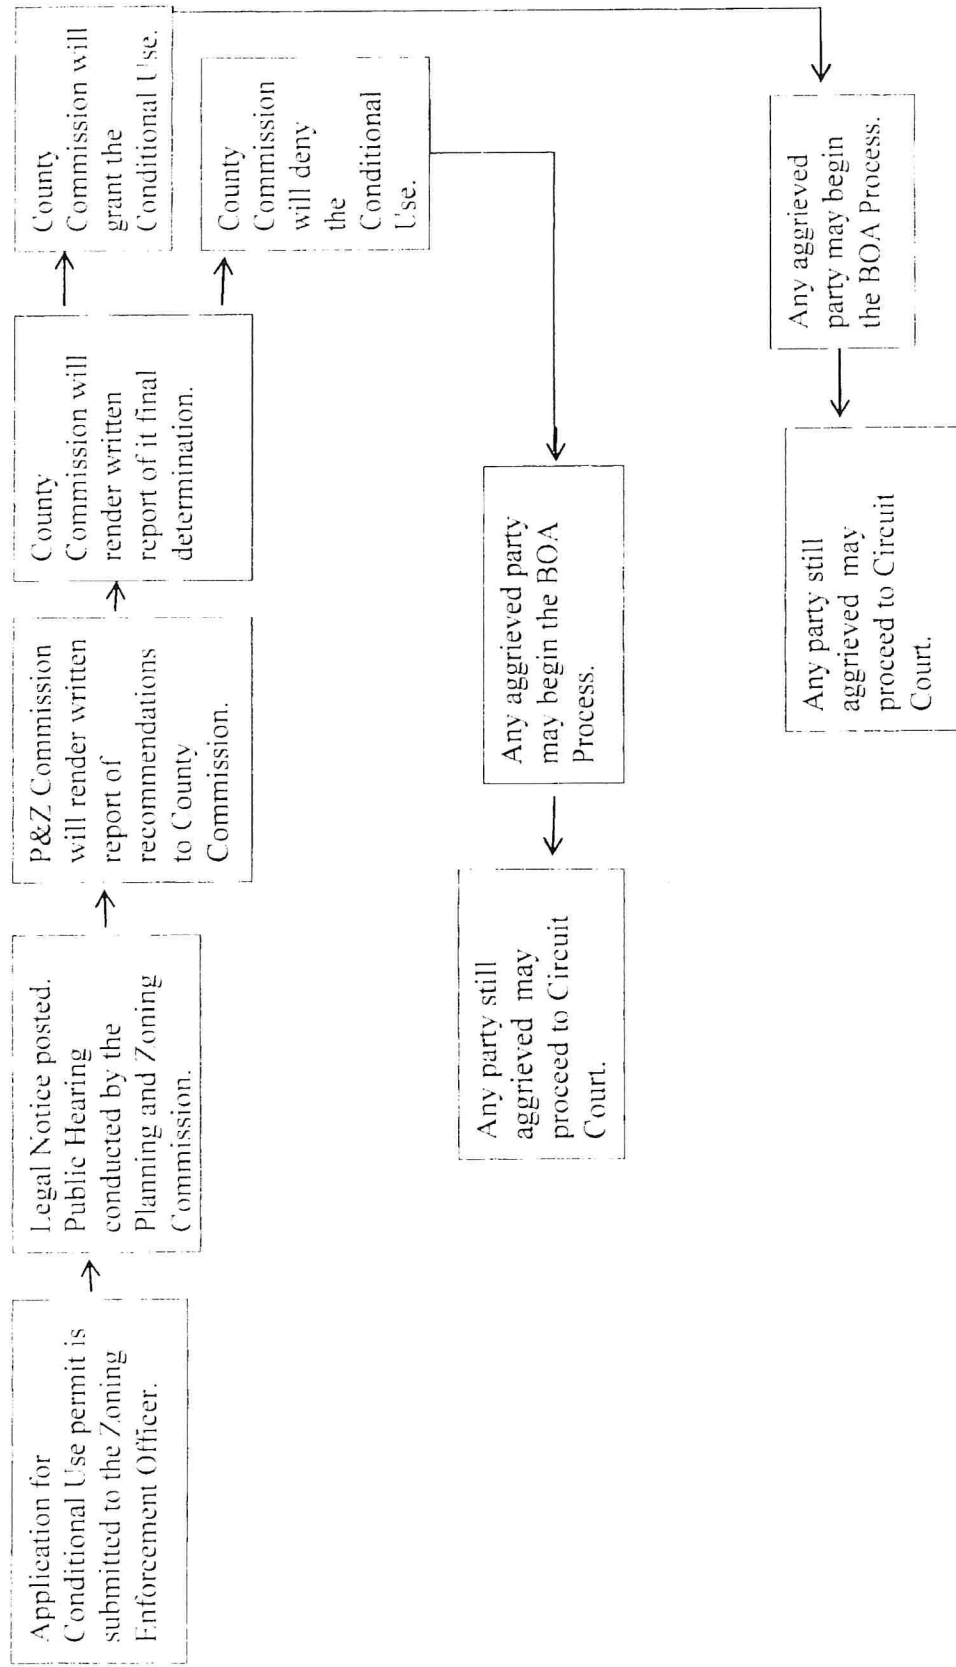 Application for
Conditional Use permit is
submitted to the Zoning
Enforcement Officer.
Legal Notice posted.
Public Hearing
conducted by the
Planning and Zoning
Commission.
P&Z Commission
will render written
report of
recommendations
to County
Commission.
County
Commission will
render written
report of it final
determination.
County
Commission will
grant the
Conditional Use.
County
Commission
will deny
the
Conditional
Use.
Any aggrieved party
may begin the BOA
Process.
Any party still
aggrieved may
proceed to Circuit
Court.
Any aggrieved
party may begin
the BOA Process.
Any party still
aggrieved may
proceed to Circuit
Court.